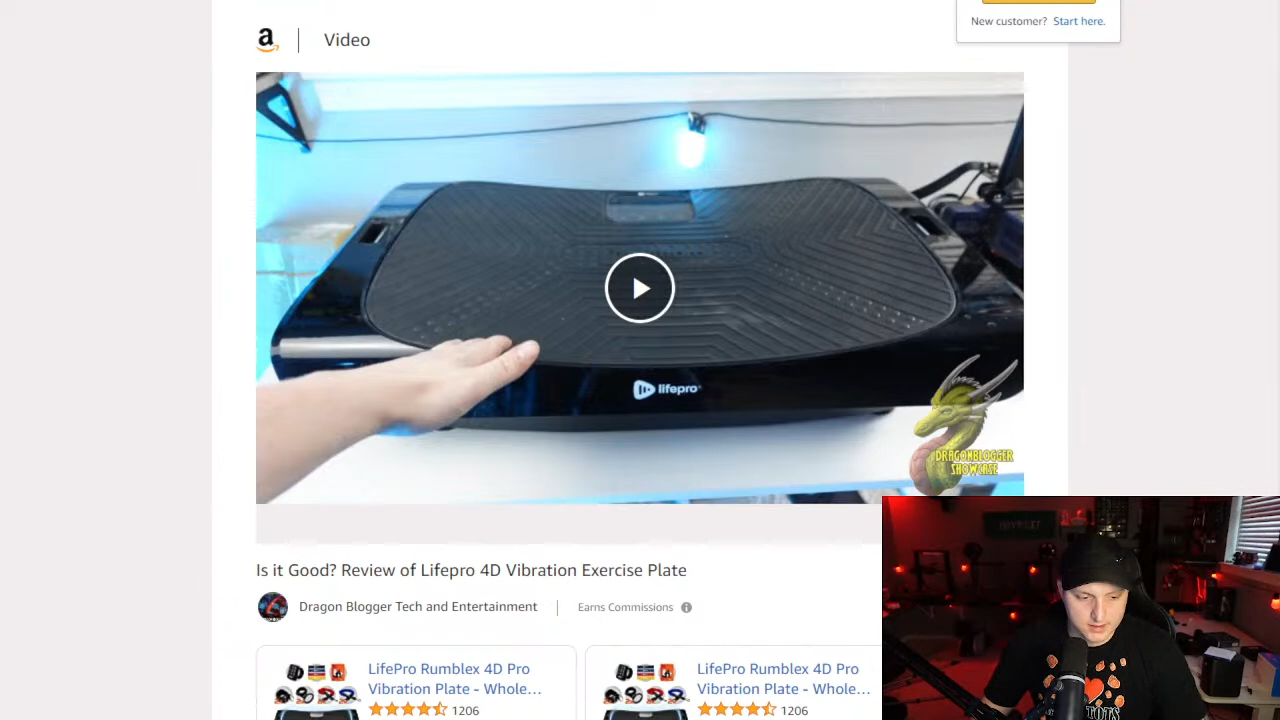 New customer? Start here.
a
Video
lifepro
DRAGONBLOGGER
SHOWCASE
Is it Good? Review of Lifepro 4D Vibration Exercise Plate
Dragon Blogger Tech and Entertainment
Earns Commissions
LifePro Rumblex 4D Pro
Vibration Plate - Whole...
1206
LifePro Rumblex 4D Pro
Vibration Plate - Whole...
1206